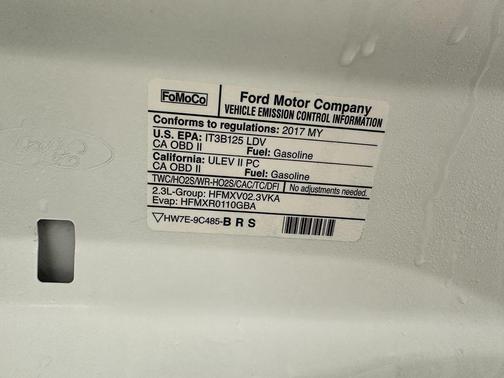 FoMoCo
Ford Motor Company
VEHICLE EMISSION CONTROL INFORMATION
Conforms to regulations: 2017 MY
U.S. EPA: IT3B125 LDV
CA OBD II Fuel: Gasoline
California: ULEV II PC
CA OBD II Fuel: Gasoline
TWC/HO2S/WR-HO2S/CAC/TC/DFI No adjustments needed.
2.3L-Group: HFMXV02.3VKA
Evap: HFMXR0110GBA
HW7E-9C485-B R S